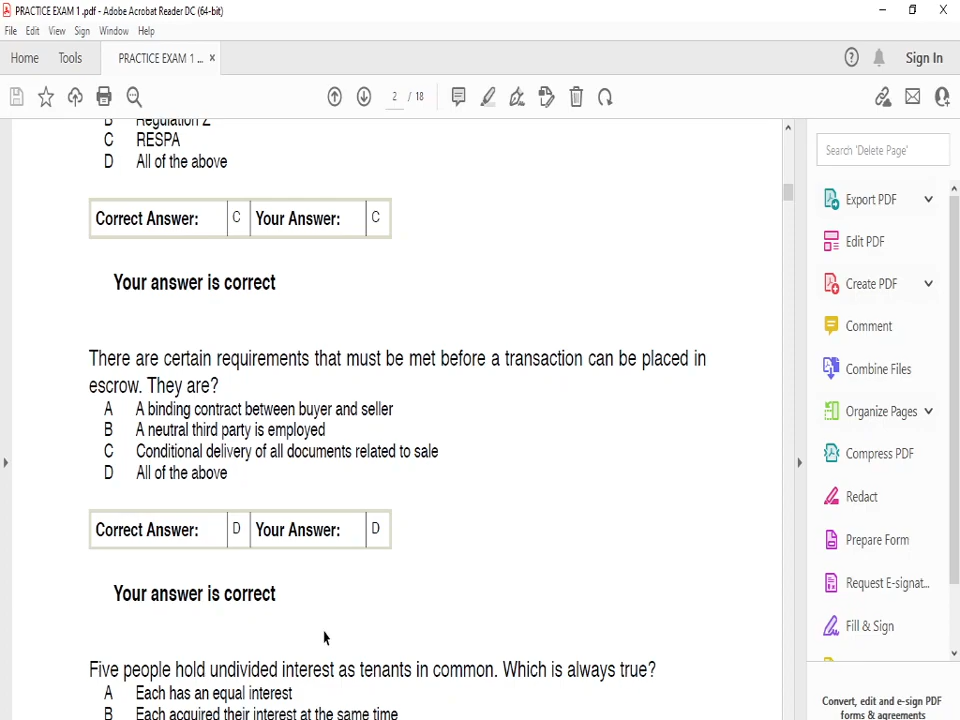 PRACTICE EXAM 1 .pdf - Adobe Acrobat Reader DC (64-bit)
File Edit View Sign Window Help
Home Tools PRACTICE EXAM 1 ... × Sign In
2 / 18
B Regulation Z
C RESPA
D All of the above
Correct Answer: C Your Answer: C
Your answer is correct
There are certain requirements that must be met before a transaction can be placed in
escrow. They are?
A A binding contract between buyer and seller
B A neutral third party is employed
C Conditional delivery of all documents related to sale
D All of the above
Correct Answer: D Your Answer: D
Your answer is correct
Five people hold undivided interest as tenants in common. Which is always true?
A Each has an equal interest
B Each acquired their interest at the same time
Search 'Delete Page'
Export PDF
Edit PDF
Create PDF
Comment
Combine Files
Organize Pages
Compress PDF
Redact
Prepare Form
Request E-signat...
Fill & Sign
Convert, edit and e-sign PDF
forms & agreements